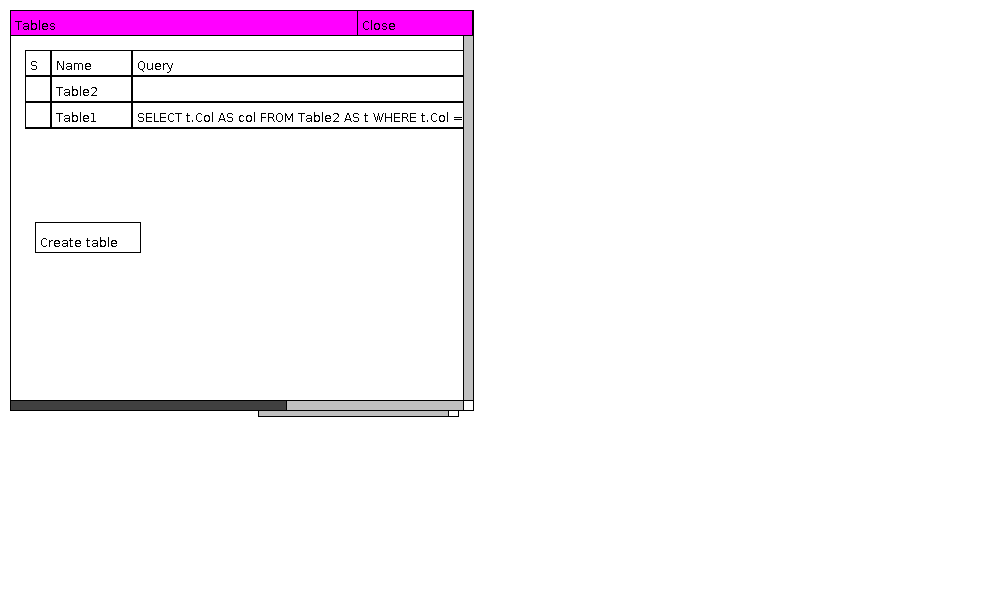 Tables Close
S Name Query
Table2
Table1 SELECT t.Col AS col FROM Table2 AS t WHERE t.Col =
Create table